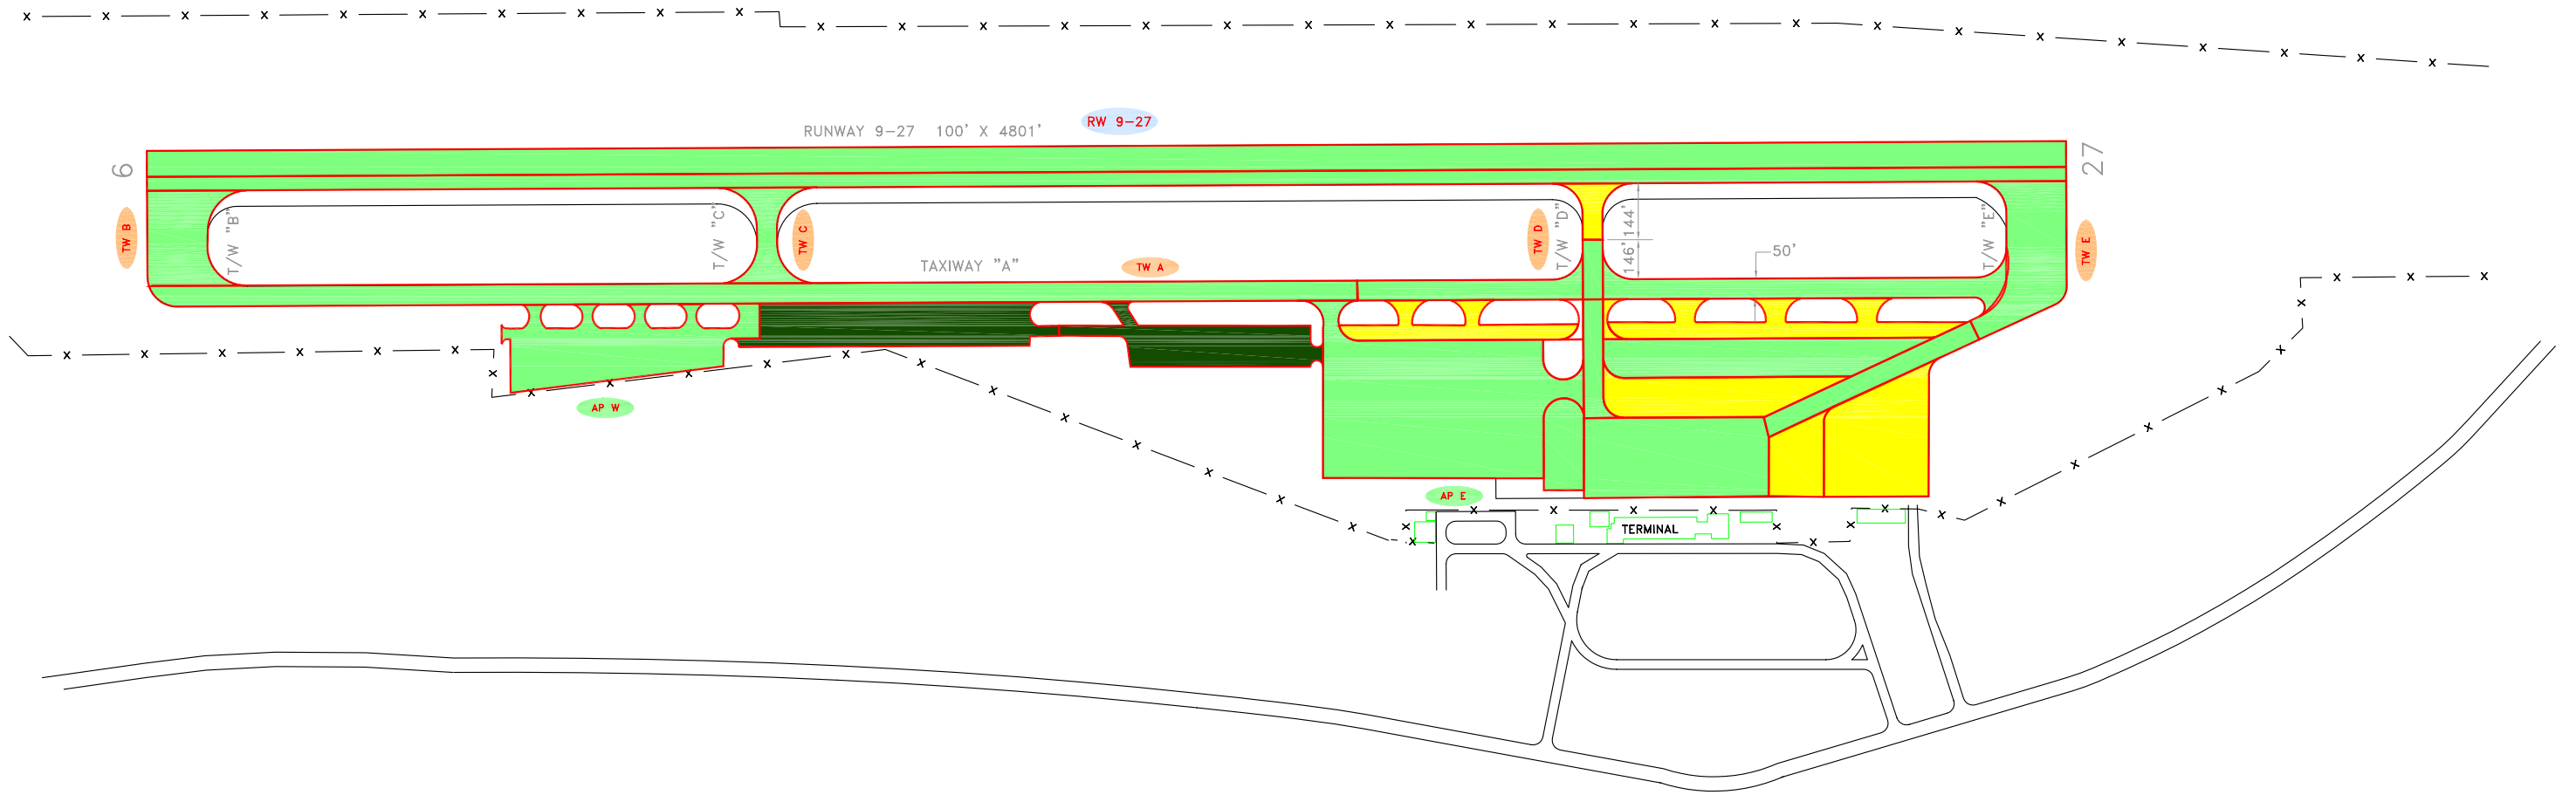 RW 9-27
RUNWAY 9-27 100' X 4801'
9
27
TW B
T/W "B"
T/W "C"
TW C
TAXIWAY "A"
TW A
TW D
T/W "D"
144'
146'
50'
T/W "E"
TW E
AP W
AP E
TERMINAL